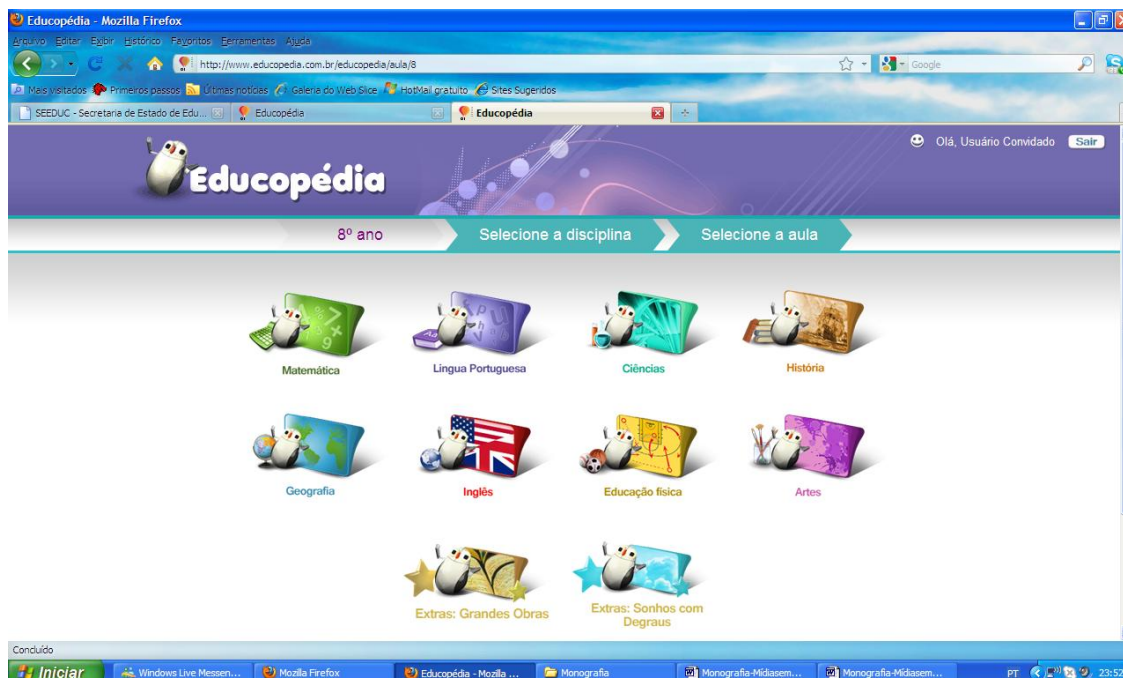 Educopédia - Mozilla Firefox
Arquivo Editar Exibir Histórico Favoritos Ferramentas Ajuda
http://www.educopedia.com.br/educopedia/aula/8
Google
Mais visitados Primeiros passos Últimas notícias Galeria do Web Slice HotMail gratuito Sites Sugeridos
SEEDUC - Secretaria de Estado de Edu... Educopédia Educopédia
Olá, Usuário Convidado Sair
Educopédia
8º ano Selecione a disciplina Selecione a aula
Matemática Lingua Portuguesa Ciências História
Geografia Inglês Educação física Artes
Extras: Grandes Obras Extras: Sonhos com
Degraus
Concluído
Iniciar Windows Live Messen... Mozilla Firefox Educopédia - Mozilla ... Monografia Monografia-Mídiasem... Monografia-Mídiasem... PT 23:52